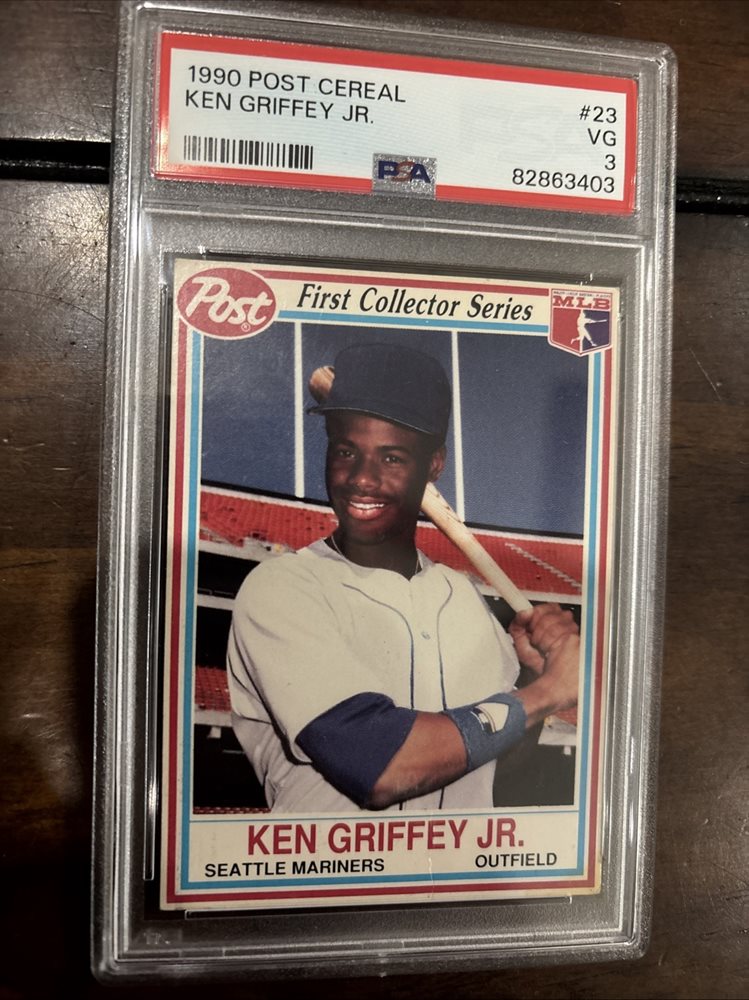 1990 POST CEREAL
KEN GRIFFEY JR.
#23
VG
3
82863403
PSA
Post®
First Collector Series
MLB
KEN GRIFFEY JR.
SEATTLE MARINERS
OUTFIELD